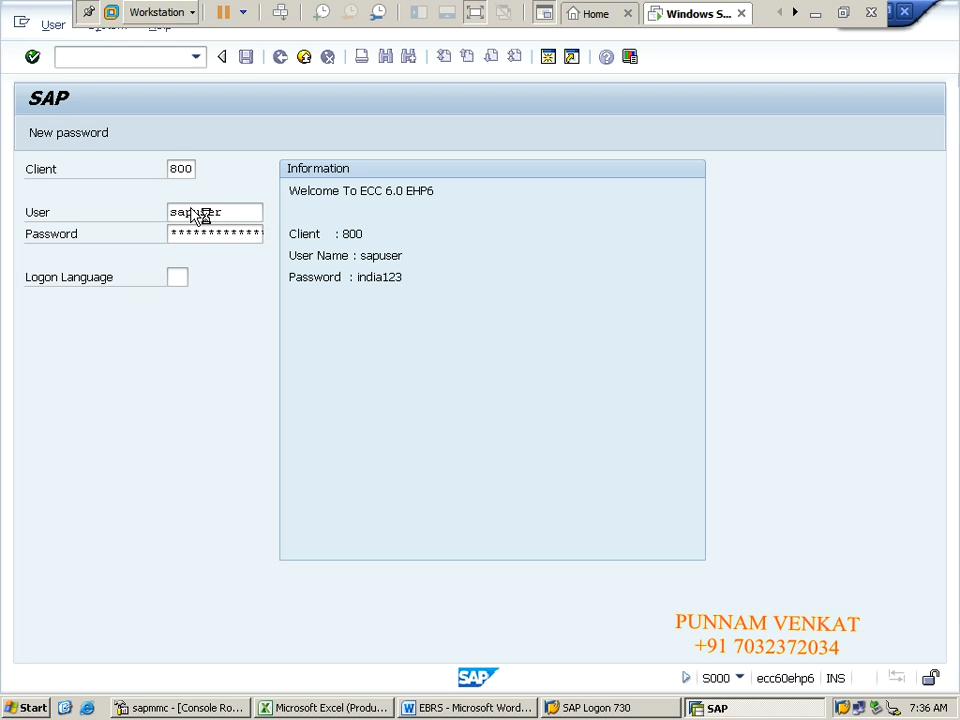 Workstation
Home
Windows S...
User
SAP
New password
Client 800
User sapuser
Password *************
Logon Language
Information
Welcome To ECC 6.0 EHP6
Client : 800
User Name : sapuser
Password : india123
PUNNAM VENKAT
+91 7032372034
SAP
S000
ecc60ehp6
INS
Start
sapmmc - [Console Ro...
Microsoft Excel (Produ...
EBRS - Microsoft Word...
SAP Logon 730
SAP
7:36 AM